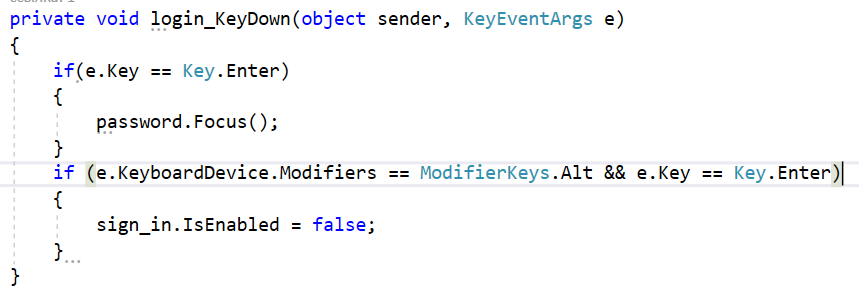 private void login_KeyDown(object sender, KeyEventArgs e)
{
    if(e.Key == Key.Enter)
    {
        password.Focus();
    }
    if (e.KeyboardDevice.Modifiers == ModifierKeys.Alt && e.Key == Key.Enter)
    {
        sign_in.IsEnabled = false;
    }
}